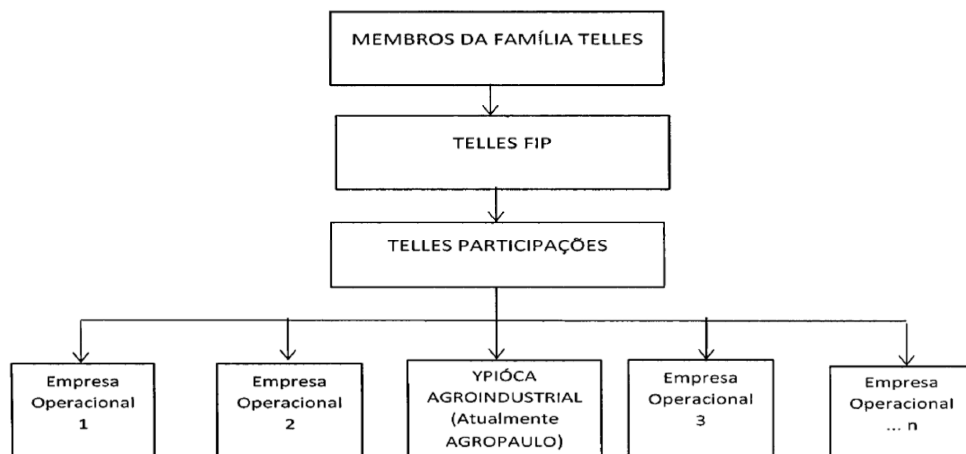 MEMBROS DA FAMÍLIA TELLES
TELLES FIP
TELLES PARTICIPAÇÕES
Empresa
Operacional
1
Empresa
Operacional
2
YPIÓCA
AGROINDUSTRIAL
(Atualmente
AGROPAULO)
Empresa
Operacional
3
Empresa
Operacional
... n